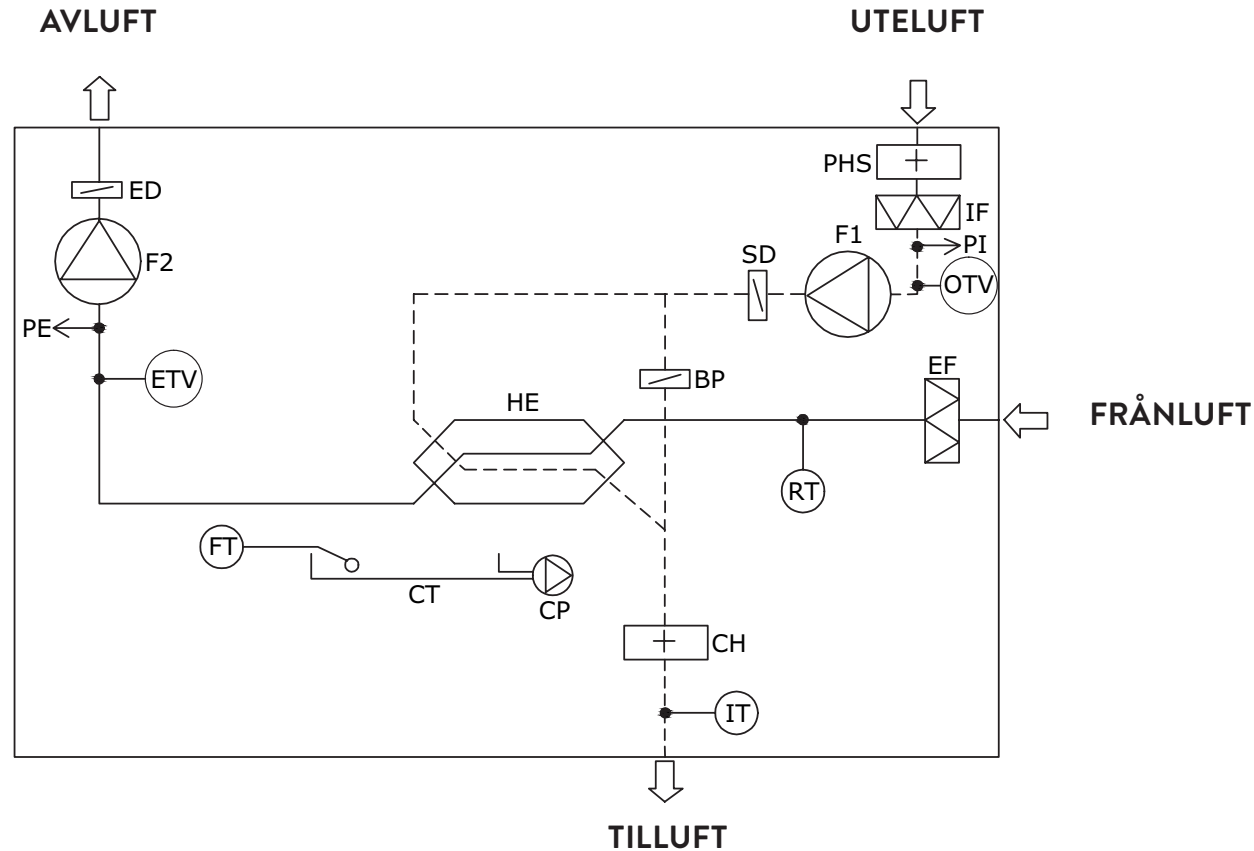 AVLUFT
UTELUFT
PHS
ED
IF
F1
PI
F2
SD
OTV
PE
EF
ETV
BP
HE
FRÅNLUFT
RT
FT
CT
CP
CH
IT
TILLUFT